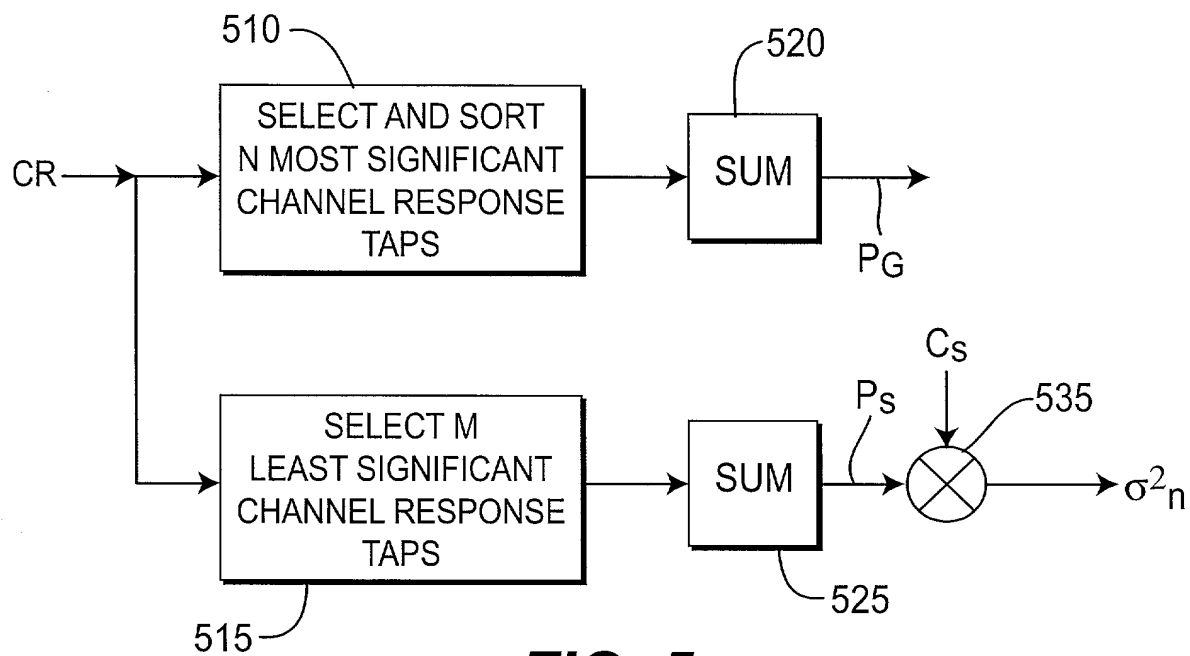 510
520
SELECT AND SORT
N MOST SIGNIFICANT
CHANNEL RESPONSE
TAPS
CR
SUM
PG
CS
SELECT M
LEAST SIGNIFICANT
CHANNEL RESPONSE
TAPS
SUM
PS
535
σ²n
525
515